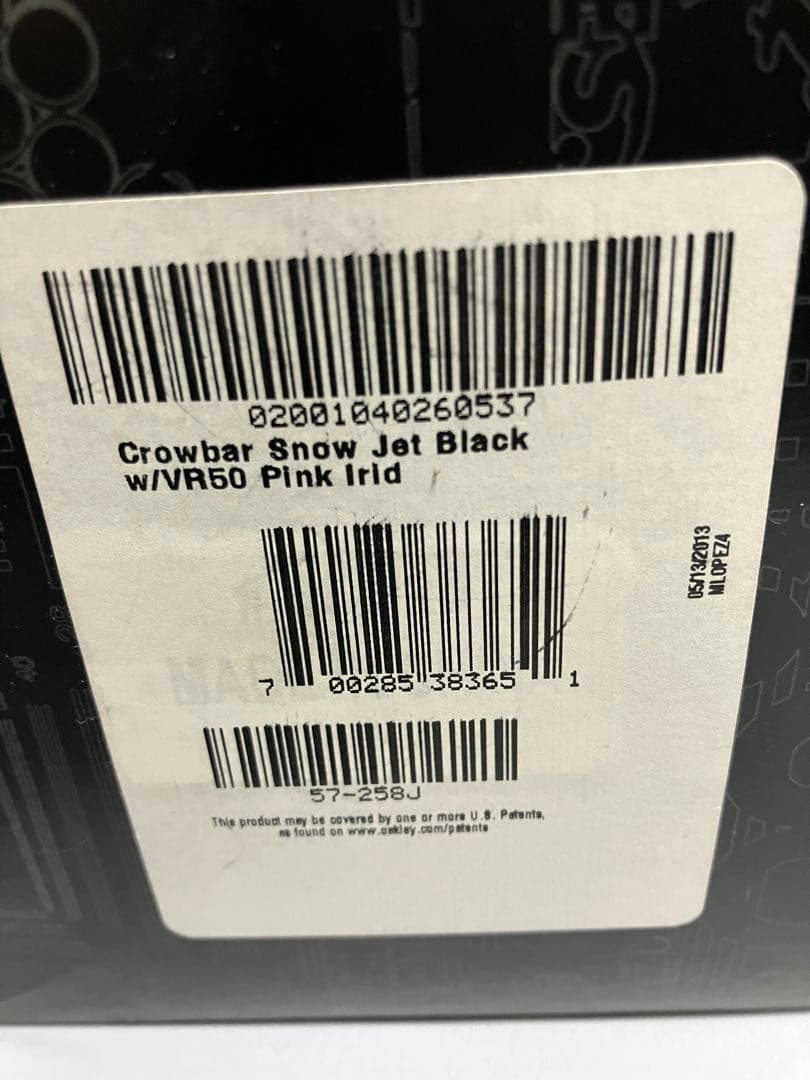 02001040260537
Crowbar Snow Jet Black
w/VR50 Pink Irid
05/13/2013
MLOPEZ4
7 00285 38365 1
57-258J
This product may be covered by one or more U.S. Patents,
as found on www.oakley.com/patents